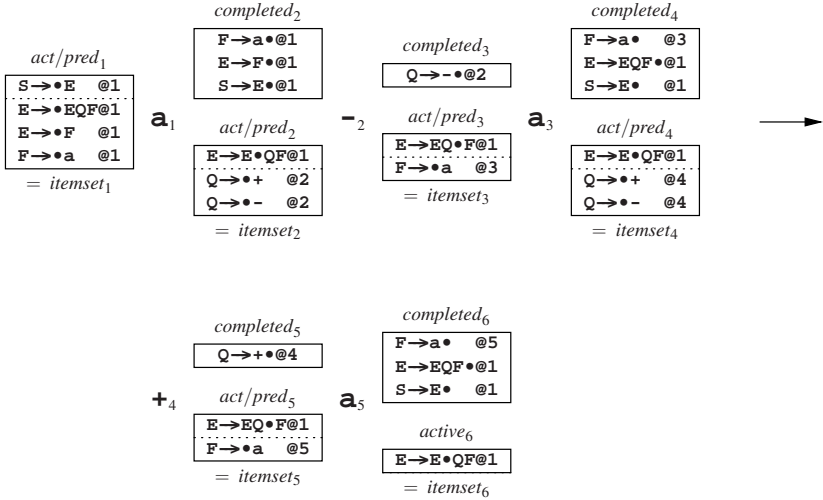 act/pred₁
S→•E @1
E→•EQF@1
E→•F @1
F→•a @1
= itemset₁
a₁
completed₂
F→a•@1
E→F•@1
S→E•@1
act/pred₂
E→E•QF@1
Q→•+ @2
Q→•- @2
= itemset₂
-₂
completed₃
Q→-•@2
act/pred₃
E→EQ•F@1
F→•a @3
= itemset₃
a₃
completed₄
F→a• @3
E→EQF•@1
S→E• @1
act/pred₄
E→E•QF@1
Q→•+ @4
Q→•- @4
= itemset₄
+₄
completed₅
Q→+•@4
act/pred₅
E→EQ•F@1
F→•a @5
= itemset₅
a₅
completed₆
F→a• @5
E→EQF•@1
S→E• @1
active₆
E→E•QF@1
= itemset₆